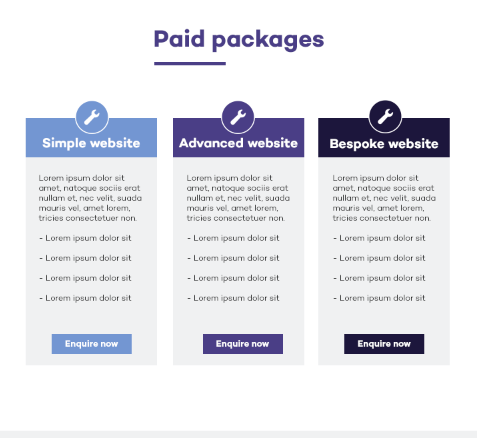 Paid packages
Simple website
Lorem ipsum dolor sit
amet, natoque sociis erat
nullam et, nec velit, suada
mauris vel, amet lorem,
tricies consectetuer non.
- Lorem ipsum dolor sit
- Lorem ipsum dolor sit
- Lorem ipsum dolor sit
- Lorem ipsum dolor sit
Enquire now
Advanced website
Lorem ipsum dolor sit
amet, natoque sociis erat
nullam et, nec velit, suada
mauris vel, amet lorem,
tricies consectetuer non.
- Lorem ipsum dolor sit
- Lorem ipsum dolor sit
- Lorem ipsum dolor sit
- Lorem ipsum dolor sit
Enquire now
Bespoke website
Lorem ipsum dolor sit
amet, natoque sociis erat
nullam et, nec velit, suada
mauris vel, amet lorem,
tricies consectetuer non.
- Lorem ipsum dolor sit
- Lorem ipsum dolor sit
- Lorem ipsum dolor sit
- Lorem ipsum dolor sit
Enquire now